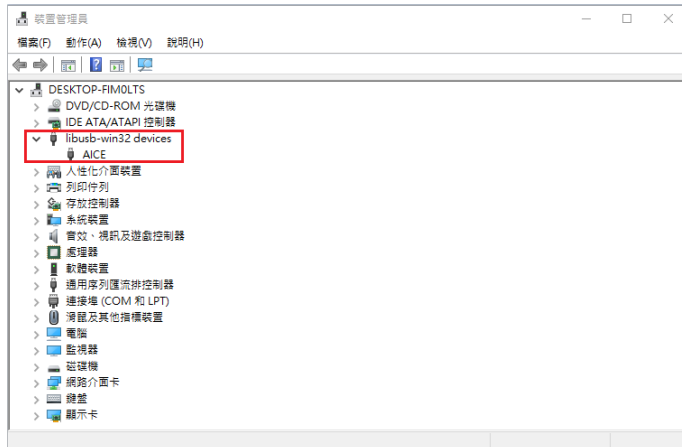 裝置管理員
檔案(F) 動作(A) 檢視(V) 說明(H)
DESKTOP-FIM0LTS
DVD/CD-ROM 光碟機
IDE ATA/ATAPI 控制器
libusb-win32 devices
AICE
人性化介面裝置
列印佇列
存放控制器
系統裝置
音效、視訊及遊戲控制器
處理器
軟體裝置
通用序列匯流排控制器
連接埠 (COM 和 LPT)
滑鼠及其他指標裝置
電腦
監視器
磁碟機
網路介面卡
鍵盤
顯示卡